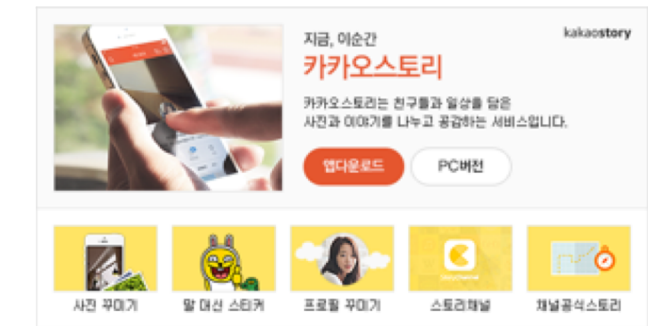 kakaostory
지금, 이순간
카카오스토리
카카오스토리는 친구들과 일상을 담은
사진과 이야기를 나누고 공감하는 서비스입니다.
앱다운로드
PC버전
사진 꾸미기
말 대신 스티커
프로필 꾸미기
스토리채널
채널공식스토리